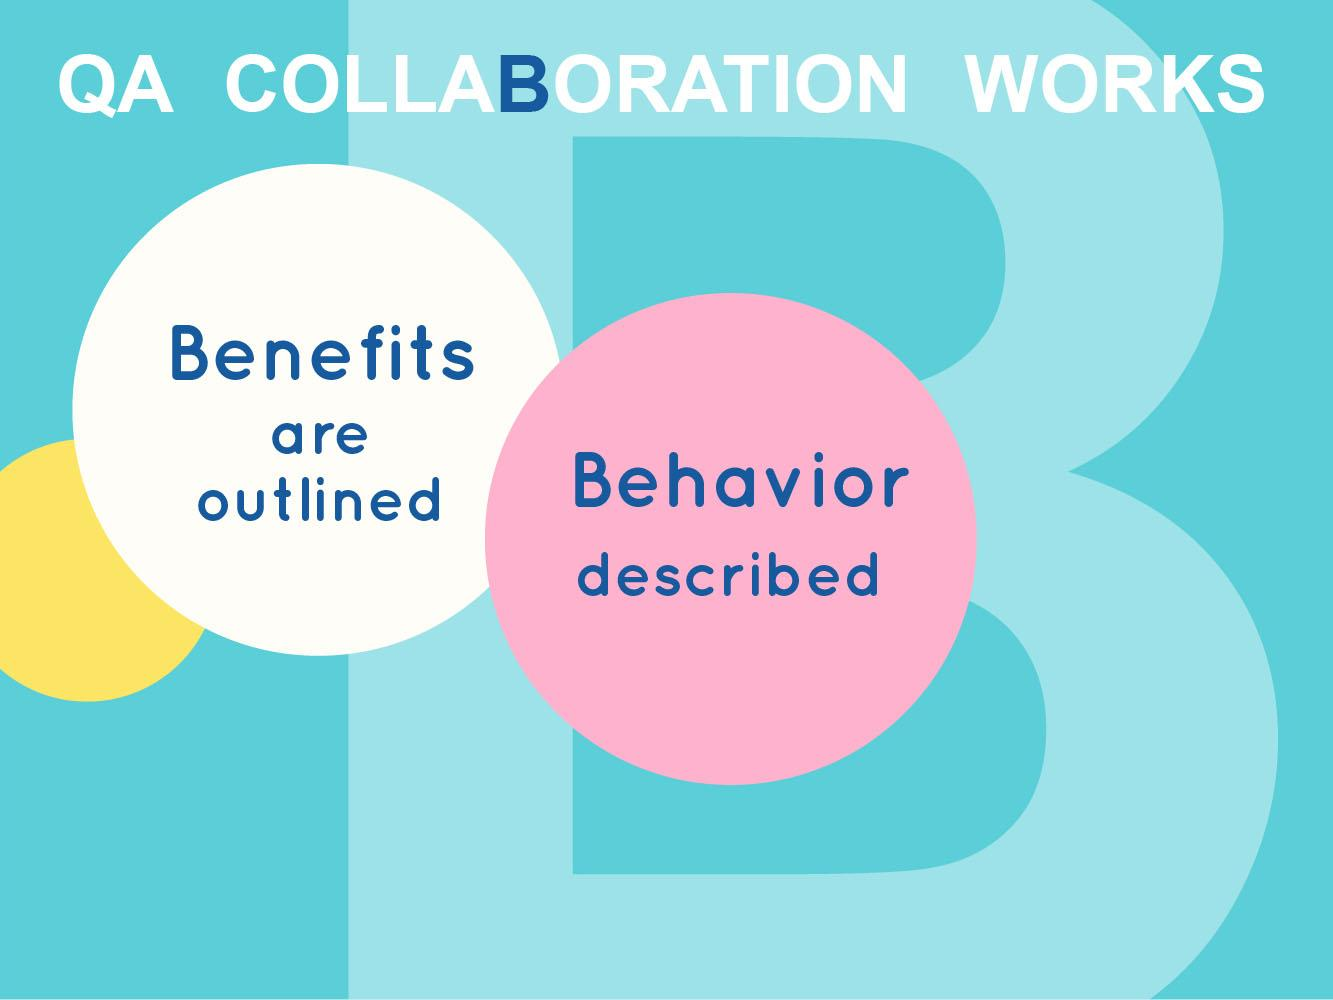 QA COLLABORATION WORKS
Benefits
are
outlined
Behavior
described
B